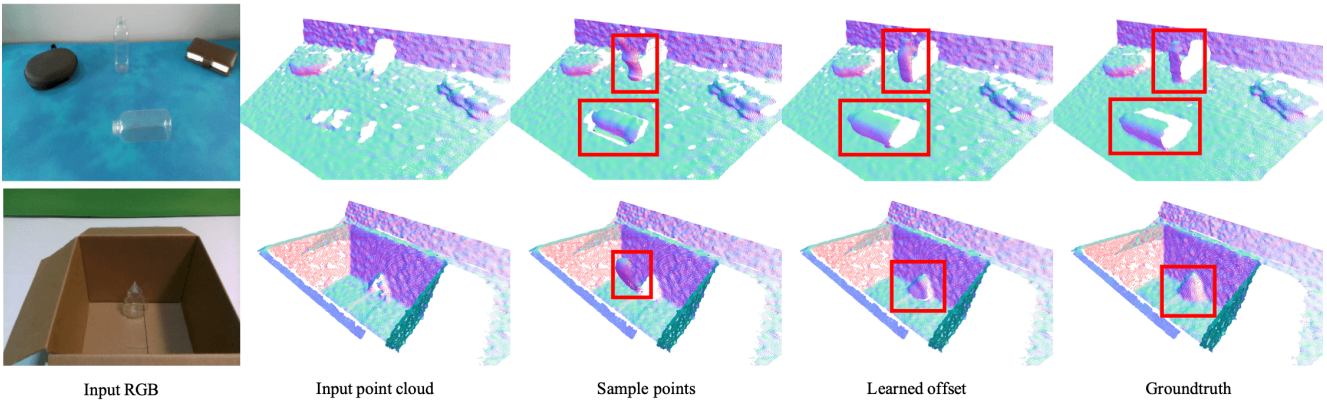 Input RGB
Input point cloud
Sample points
Learned offset
Groundtruth